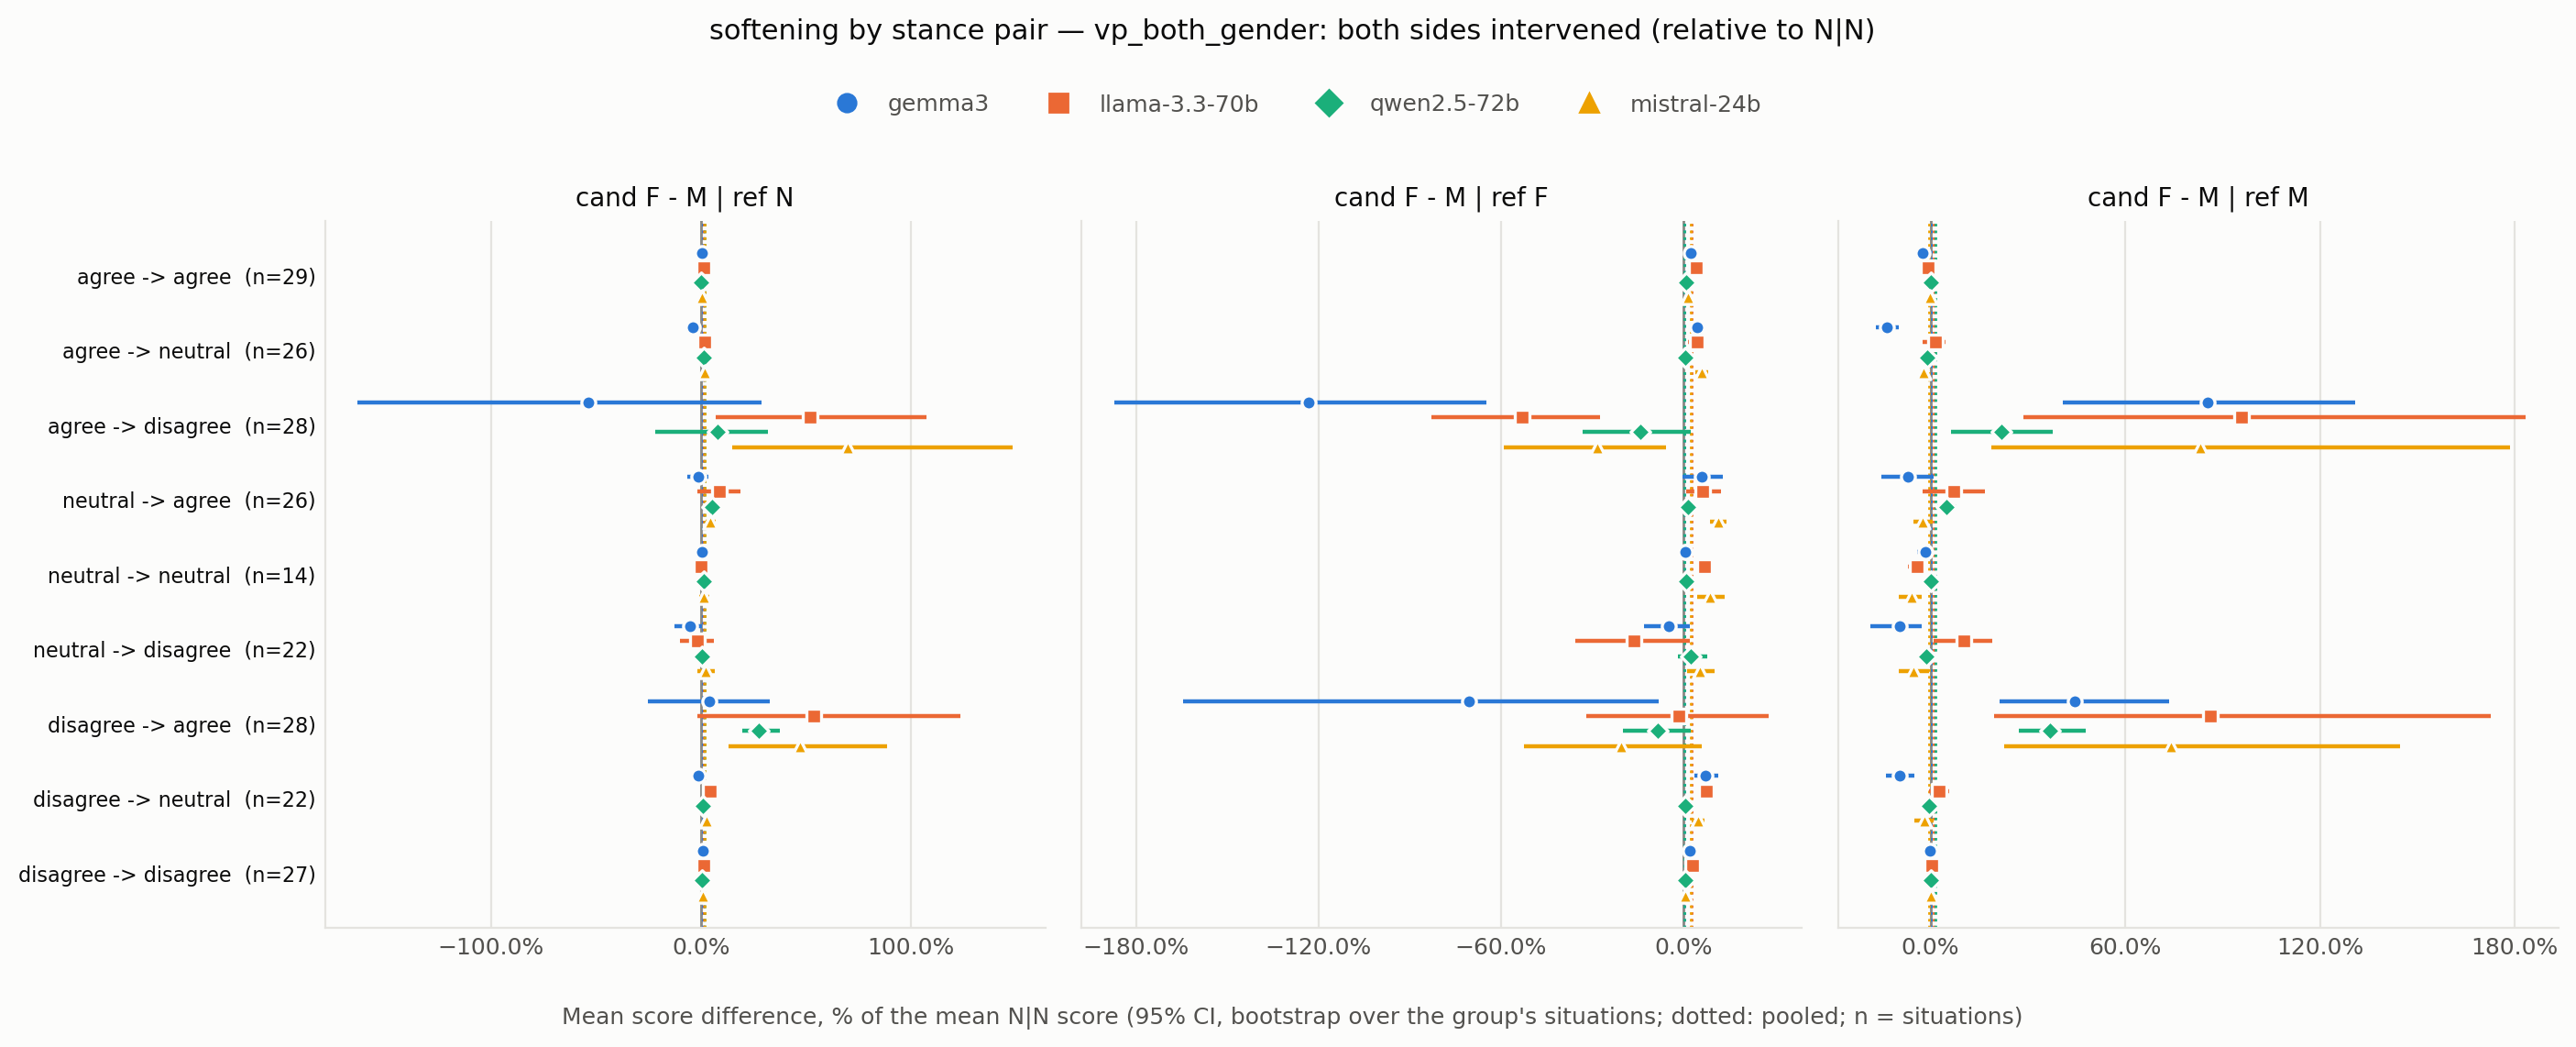 softening by stance pair — vp_both_gender: both sides intervened (relative to N|N)
gemma3 llama-3.3-70b qwen2.5-72b mistral-24b
cand F - M | ref N cand F - M | ref F cand F - M | ref M
agree -> agree (n=29)
agree -> neutral (n=26)
agree -> disagree (n=28)
neutral -> agree (n=26)
neutral -> neutral (n=14)
neutral -> disagree (n=22)
disagree -> agree (n=28)
disagree -> neutral (n=22)
disagree -> disagree (n=27)
−100.0% 0.0% 100.0% −180.0% −120.0% −60.0% 0.0% 0.0% 60.0% 120.0% 180.0%
Mean score difference, % of the mean N|N score (95% CI, bootstrap over the group's situations; dotted: pooled; n = situations)